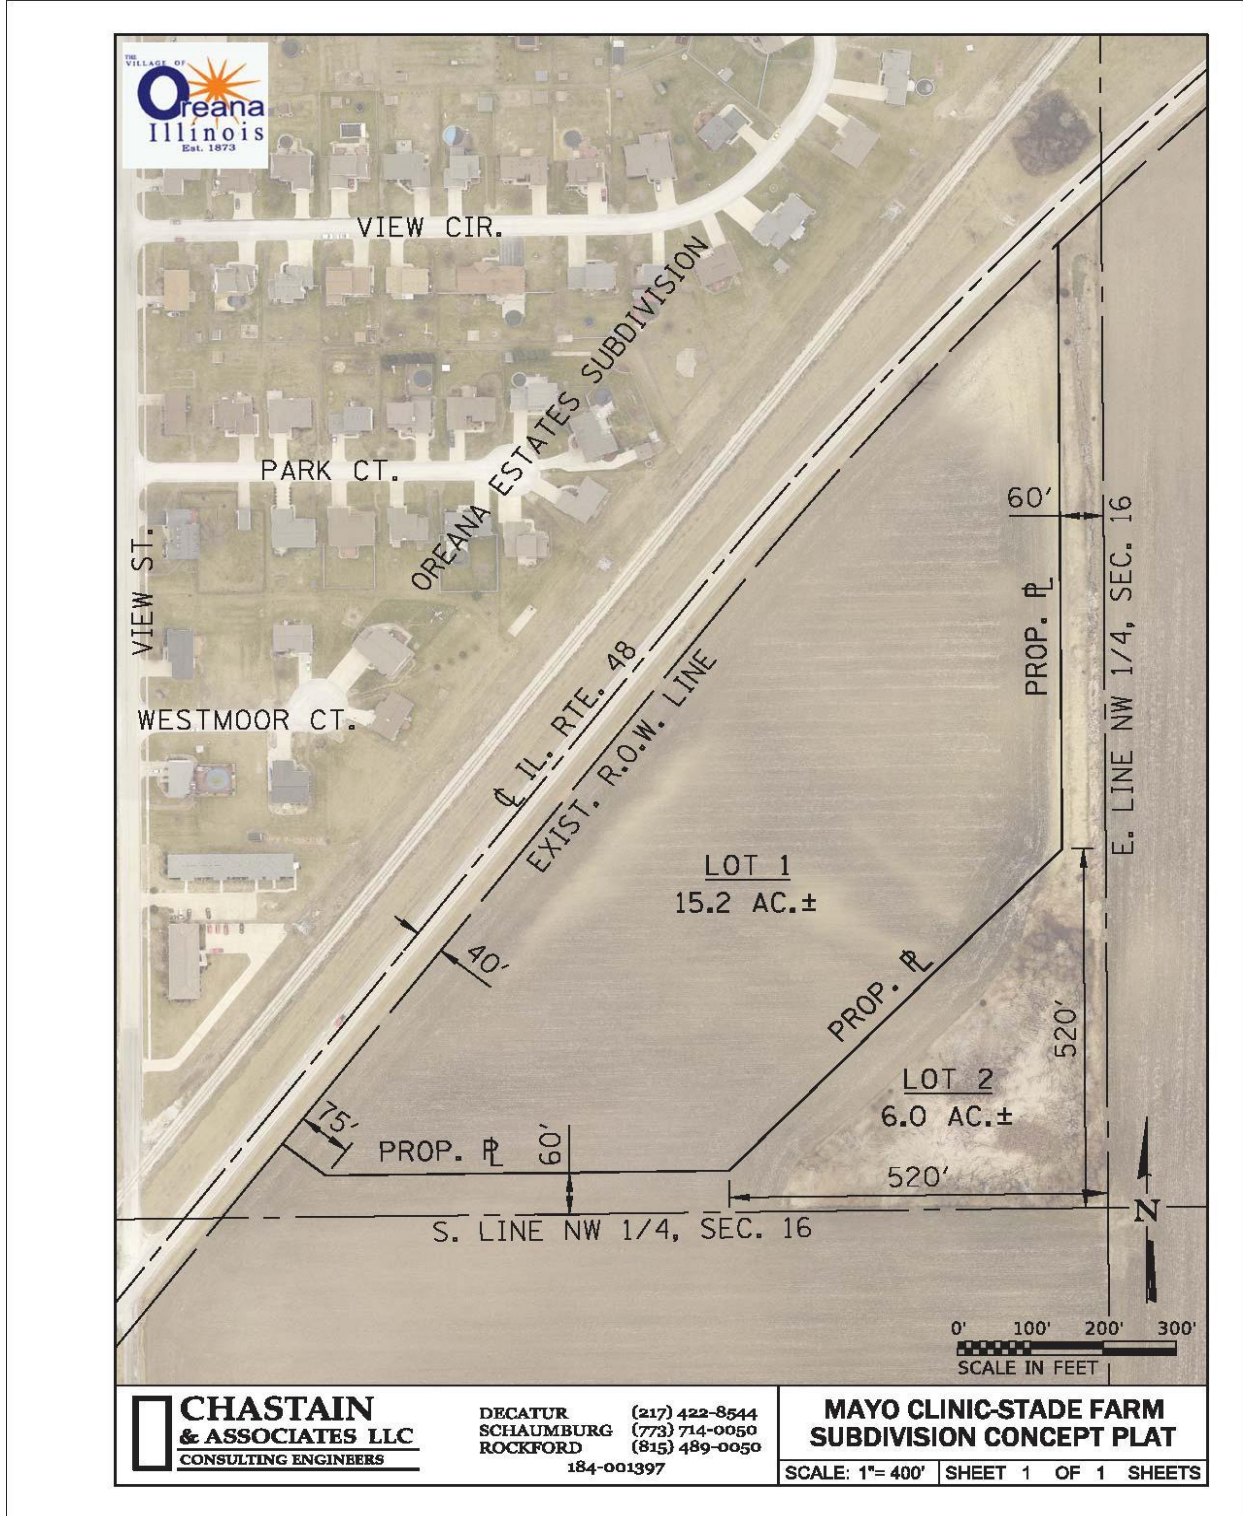 THE
VILLAGE OF
Oreana
Illinois
Est. 1873
VIEW CIR.
OREANA ESTATES SUBDIVISION
PARK CT.
VIEW ST.
WESTMOOR CT.
℄ IL. RTE. 48
EXIST. R.O.W. LINE
60'
PROP. ⅊
E. LINE NW 1/4, SEC. 16
LOT 1
15.2 AC.±
40'
PROP. ⅊
520'
LOT 2
6.0 AC.±
75'
PROP. ⅊
60'
520'
S. LINE NW 1/4, SEC. 16
N
0' 100' 200' 300'
SCALE IN FEET
CHASTAIN
& ASSOCIATES LLC
CONSULTING ENGINEERS
DECATUR (217) 422-8544
SCHAUMBURG (773) 714-0050
ROCKFORD (815) 489-0050
184-001397
MAYO CLINIC-STADE FARM
SUBDIVISION CONCEPT PLAT
SCALE: 1"= 400' SHEET 1 OF 1 SHEETS